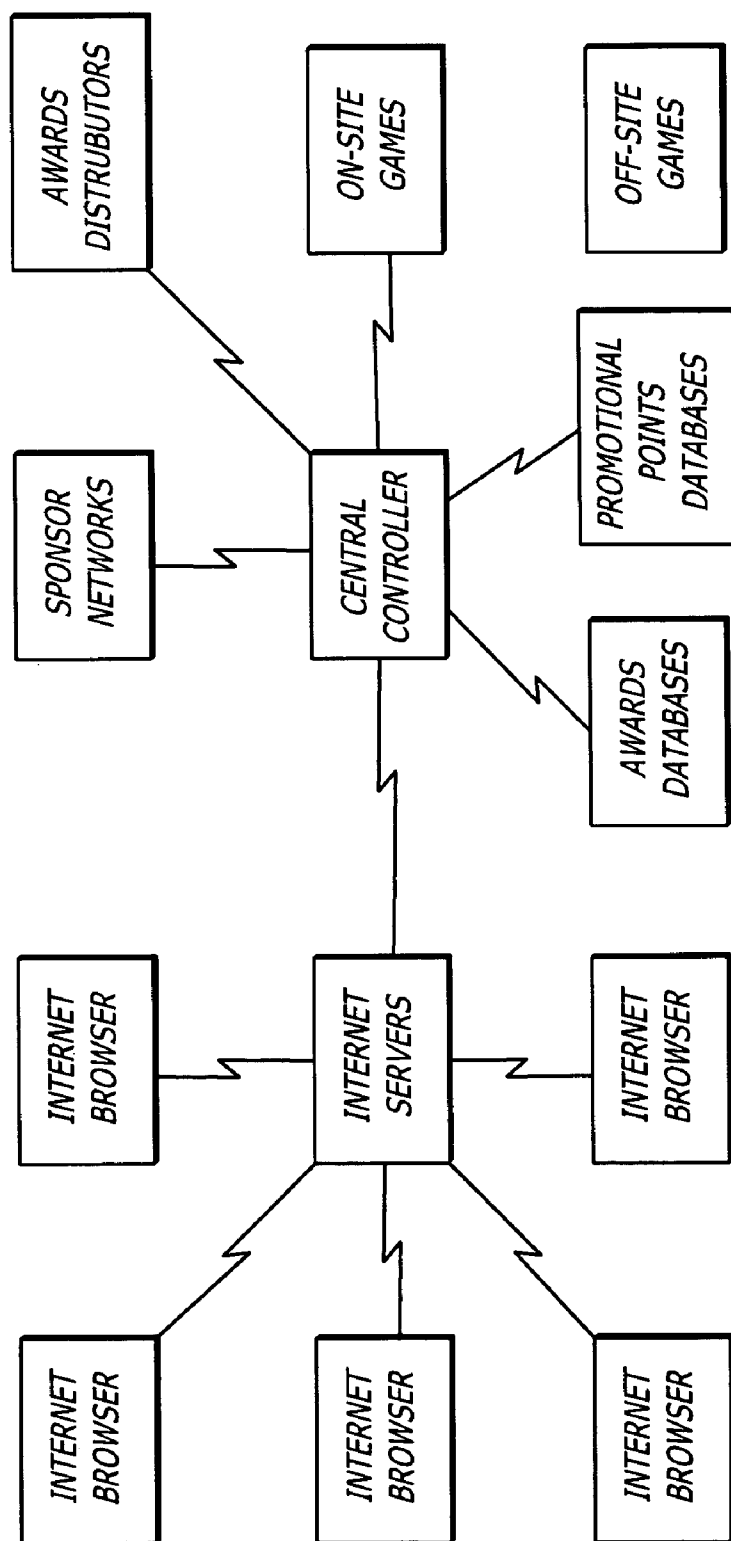 INTERNET
BROWSER
INTERNET
BROWSER
SPONSOR
NETWORKS
AWARDS
DISTRUBUTORS
INTERNET
BROWSER
INTERNET
SERVERS
CENTRAL
CONTROLLER
ON-SITE
GAMES
INTERNET
BROWSER
INTERNET
BROWSER
AWARDS
DATABASES
PROMOTIONAL
POINTS
DATABASES
OFF-SITE
GAMES